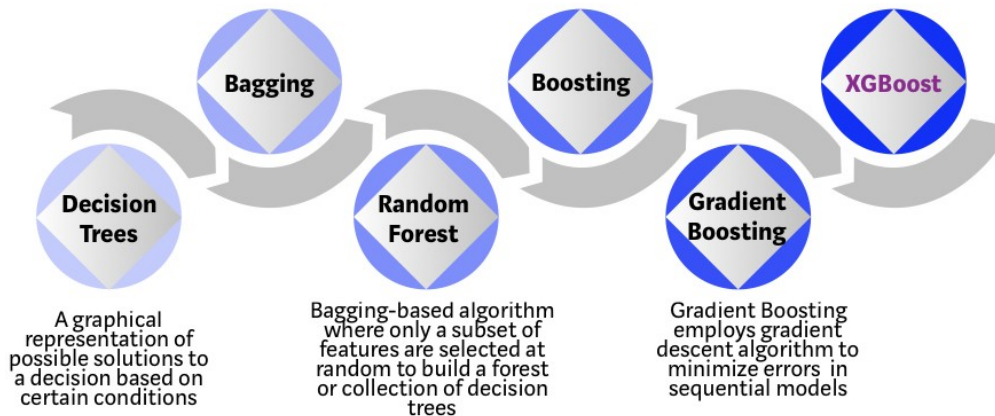 Bagging
Boosting
XGBoost
Decision
Trees
Random
Forest
Gradient
Boosting
A graphical
representation of
possible solutions to
a decision based on
certain conditions
Bagging-based algorithm
where only a subset of
features are selected at
random to build a forest
or collection of decision
trees
Gradient Boosting
employs gradient
descent algorithm to
minimize errors in
sequential models